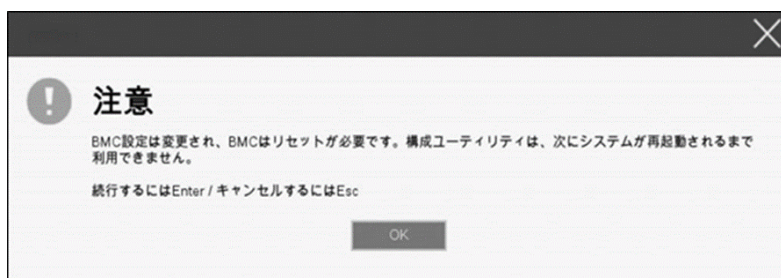 注意
BMC設定は変更され、BMCはリセットが必要です。構成ユーティリティは、次にシステムが再起動されるまで
利用できません。
続行するにはEnter / キャンセルするにはEsc
OK